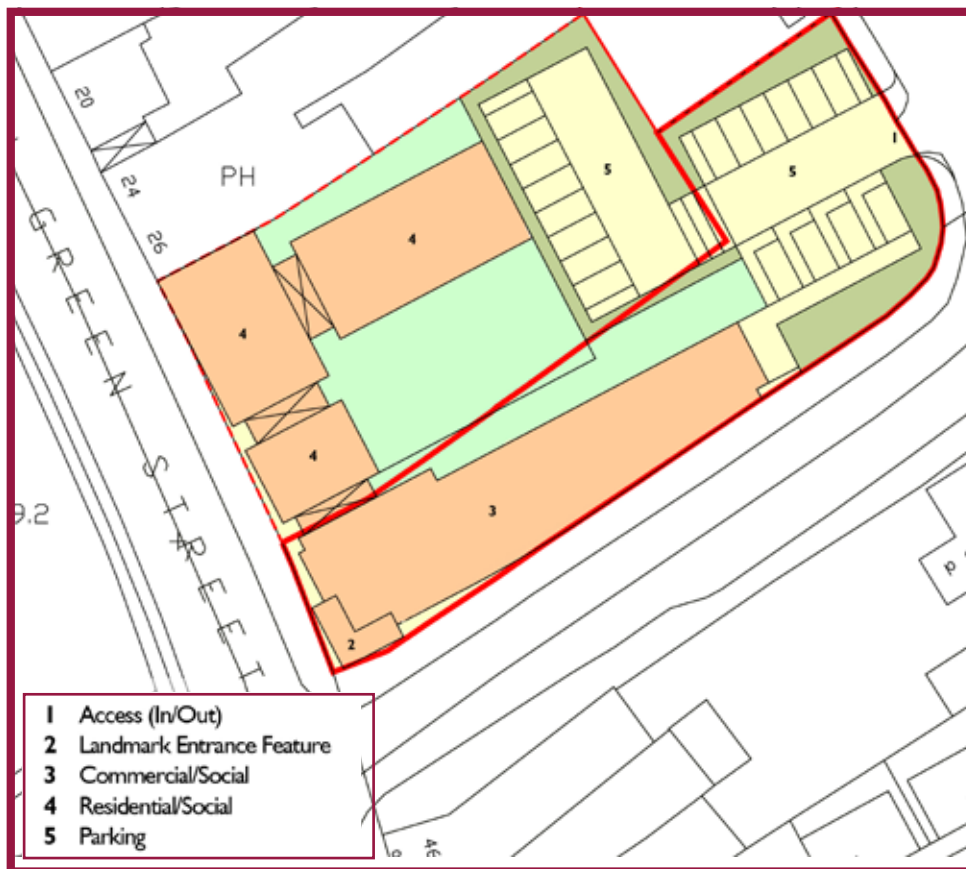 20
24
26
PH
GREEN STREET
9.2
4
4
4
5
5
1
3
2
46
1 Access (In/Out)
2 Landmark Entrance Feature
3 Commercial/Social
4 Residential/Social
5 Parking